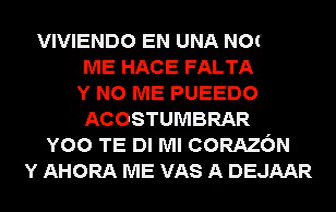 VIVIENDO EN UNA
ME HACE FALTA
Y NO ME PUEEDO
ACOSTUMBRAR
YOO TE DI MI CORAZÓN
Y AHORA ME VAS A DEJAAR